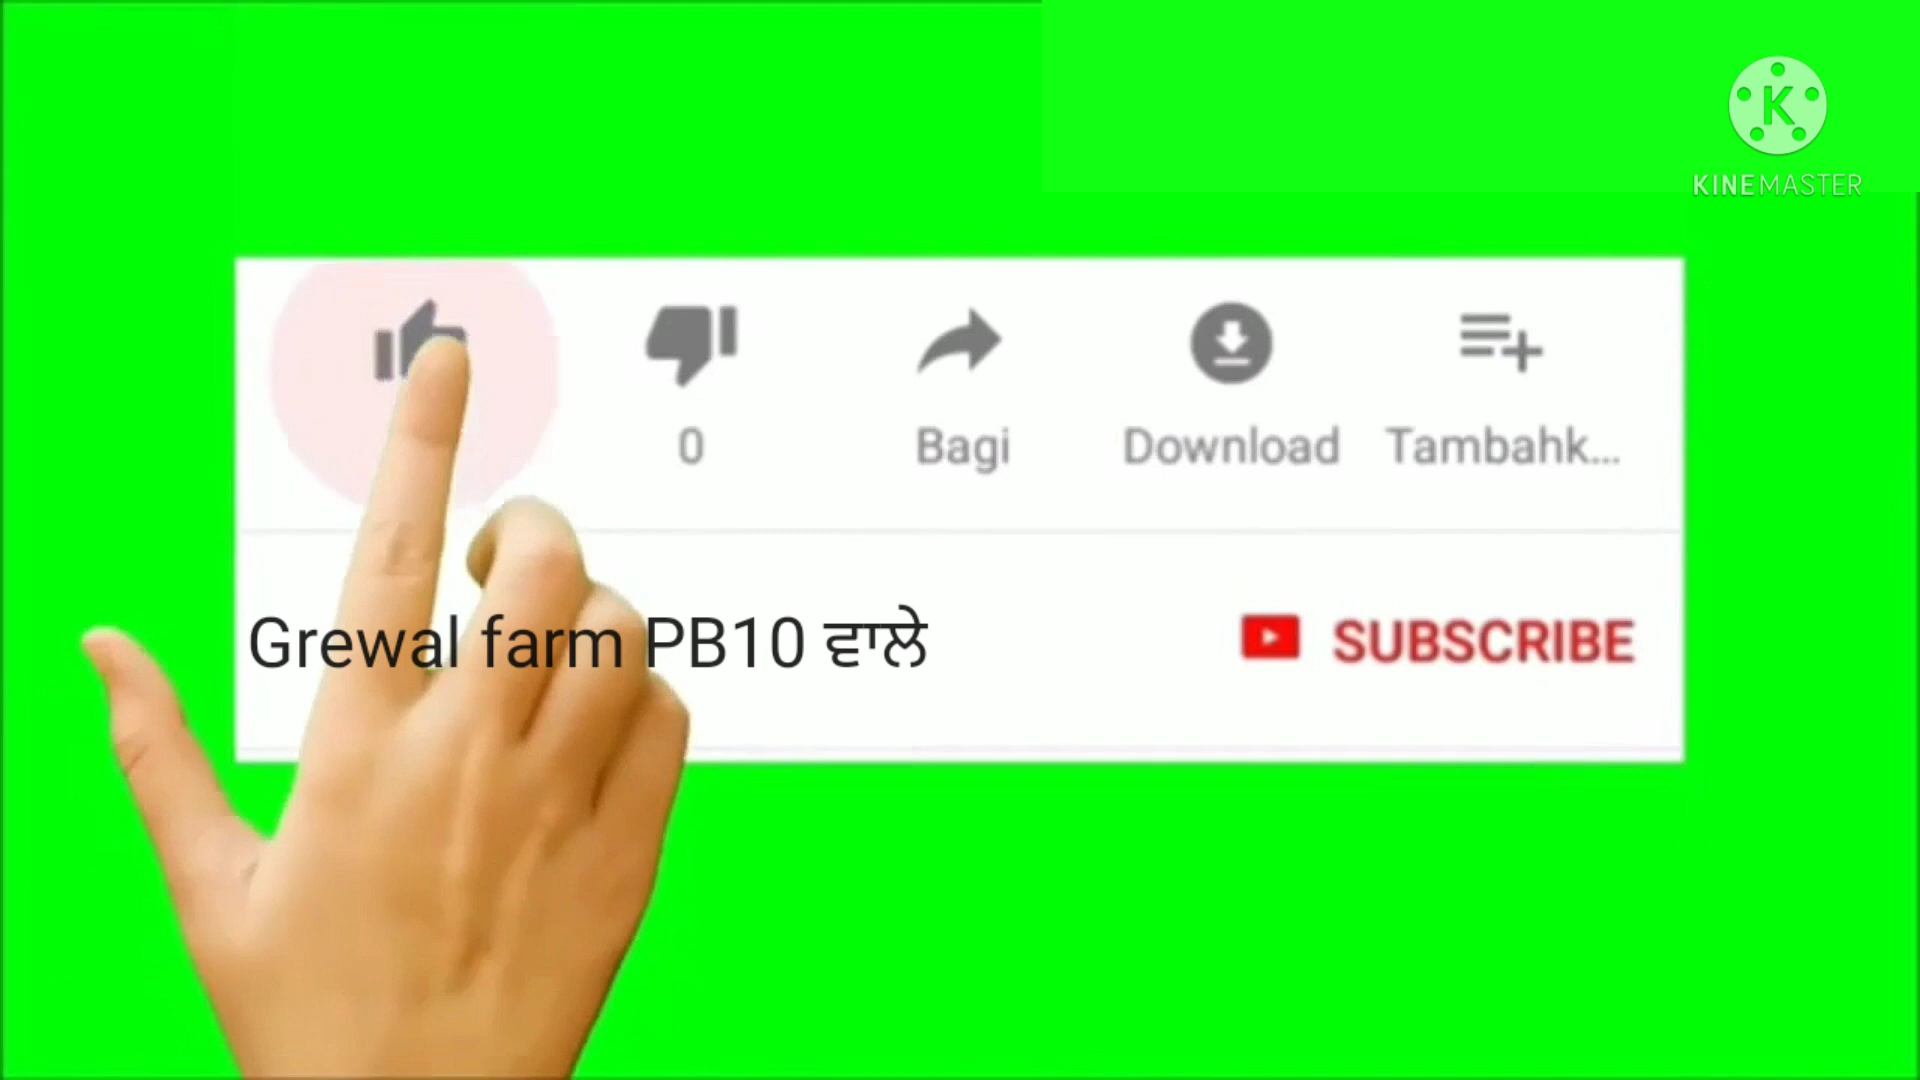 K
KINEMASTER
0 Bagi Download Tambahk...
Grewal farm PB10 ਵਾਲੇ SUBSCRIBE